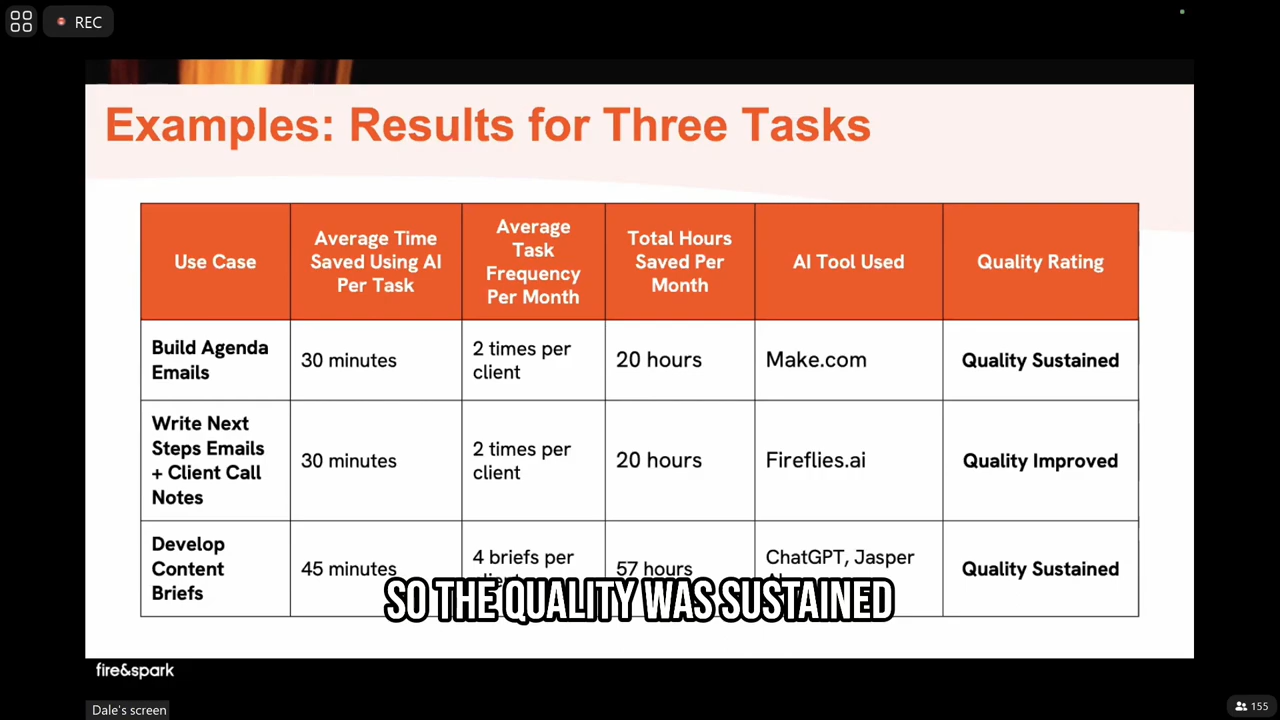 REC
Examples: Results for Three Tasks
Use Case
Average Time
Saved Using AI
Per Task
Average
Task
Frequency
Per Month
Total Hours
Saved Per
Month
AI Tool Used
Quality Rating
Build Agenda
Emails
30 minutes
2 times per
client
20 hours
Make.com
Quality Sustained
Write Next
Steps Emails
+ Client Call
Notes
30 minutes
2 times per
client
20 hours
Fireflies.ai
Quality Improved
Develop
Content
Briefs
45 minutes
4 briefs per
57 hours
ChatGPT, Jasper
Quality Sustained
SO THE QUALITY WAS SUSTAINED
fire&spark
Dale's screen
155